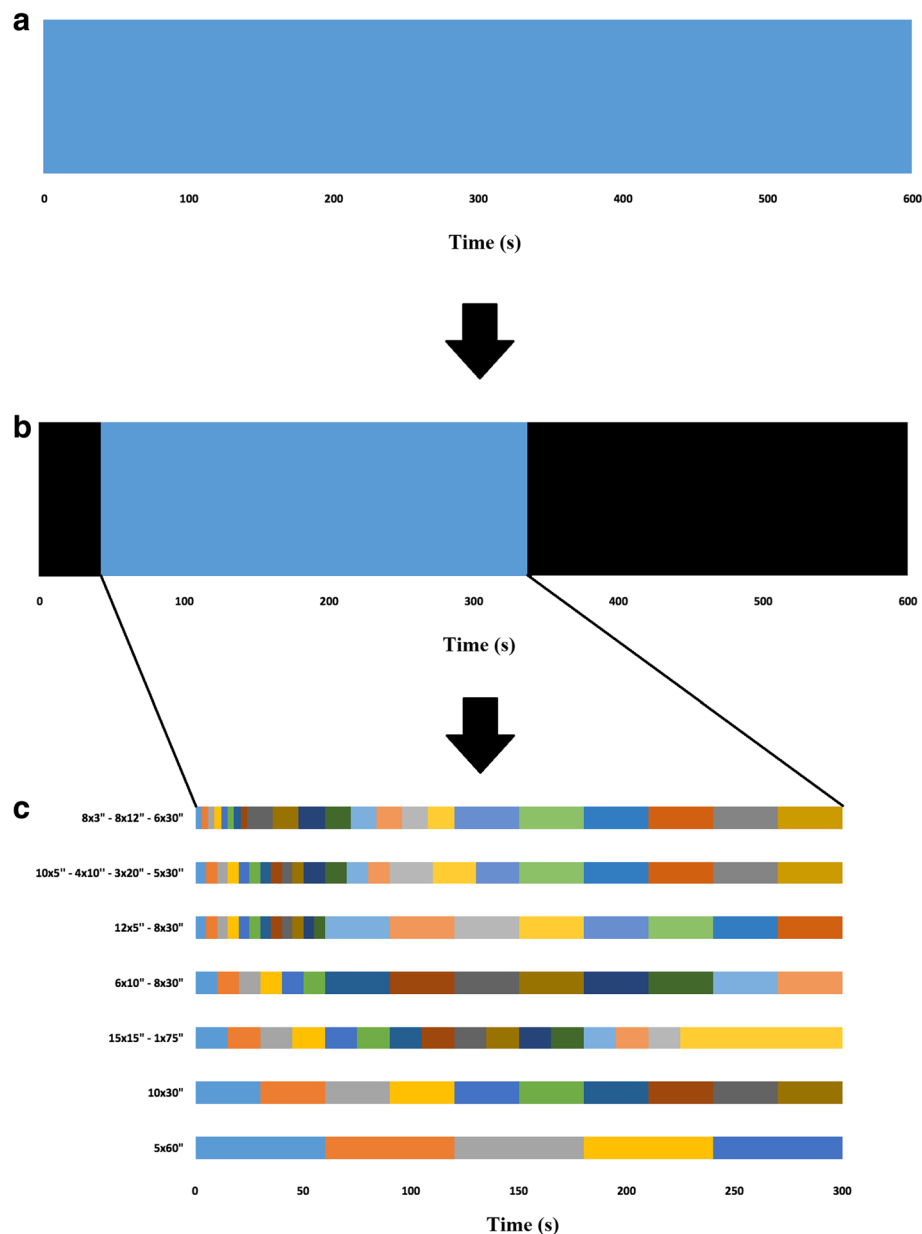 a
0 100 200 300 400 500 600
Time (s)
b
0 100 200 300 400 500 600
Time (s)
c
8x3" - 8x12" - 6x30"
10x5'' - 4x10'' - 3x20" - 5x30"
12x5" - 8x30"
6x10" - 8x30"
15x15" - 1x75"
10x30"
5x60"
0 50 100 150 200 250 300
Time (s)